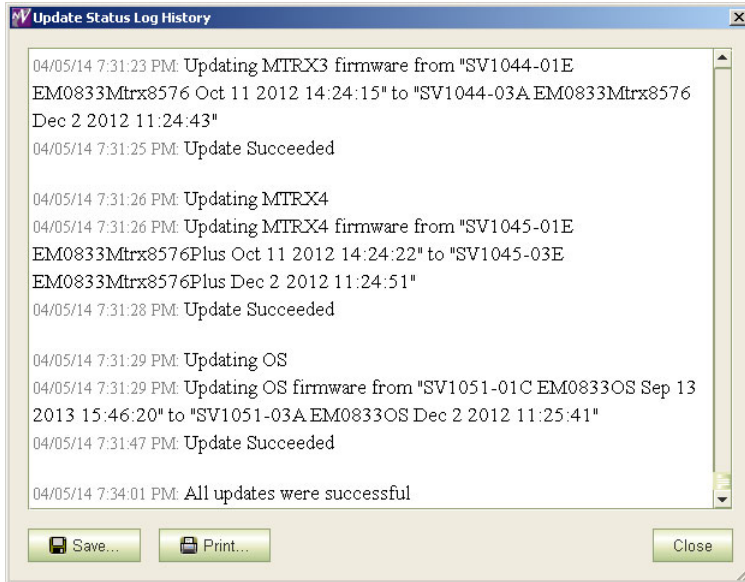 Update Status Log History
04/05/14 7:31:23 PM: Updating MTRX3 firmware from "SV1044-01E
EM0833Mtrx8576 Oct 11 2012 14:24:15" to "SV1044-03A EM0833Mtrx8576
Dec 2 2012 11:24:43"
04/05/14 7:31:25 PM: Update Succeeded
04/05/14 7:31:26 PM: Updating MTRX4
04/05/14 7:31:26 PM: Updating MTRX4 firmware from "SV1045-01E
EM0833Mtrx8576Plus Oct 11 2012 14:24:22" to "SV1045-03E
EM0833Mtrx8576Plus Dec 2 2012 11:24:51"
04/05/14 7:31:28 PM: Update Succeeded
04/05/14 7:31:29 PM: Updating OS
04/05/14 7:31:29 PM: Updating OS firmware from "SV1051-01C EM0833OS Sep 13
2013 15:46:20" to "SV1051-03A EM0833OS Dec 2 2012 11:25:41"
04/05/14 7:31:47 PM: Update Succeeded
04/05/14 7:34:01 PM: All updates were successful
Save... Print... Close